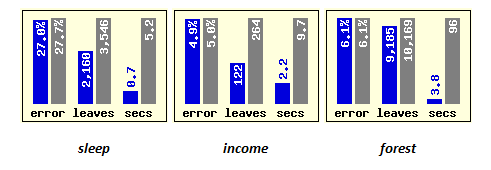 27.0% 27.7% 2,160 3,546 0.7 5.2
error leaves secs
4.9% 5.0% 122 264 2.2 9.7
error leaves secs
6.1% 6.1% 9,185 10,169 3.8 96
error leaves secs
sleep
income
forest